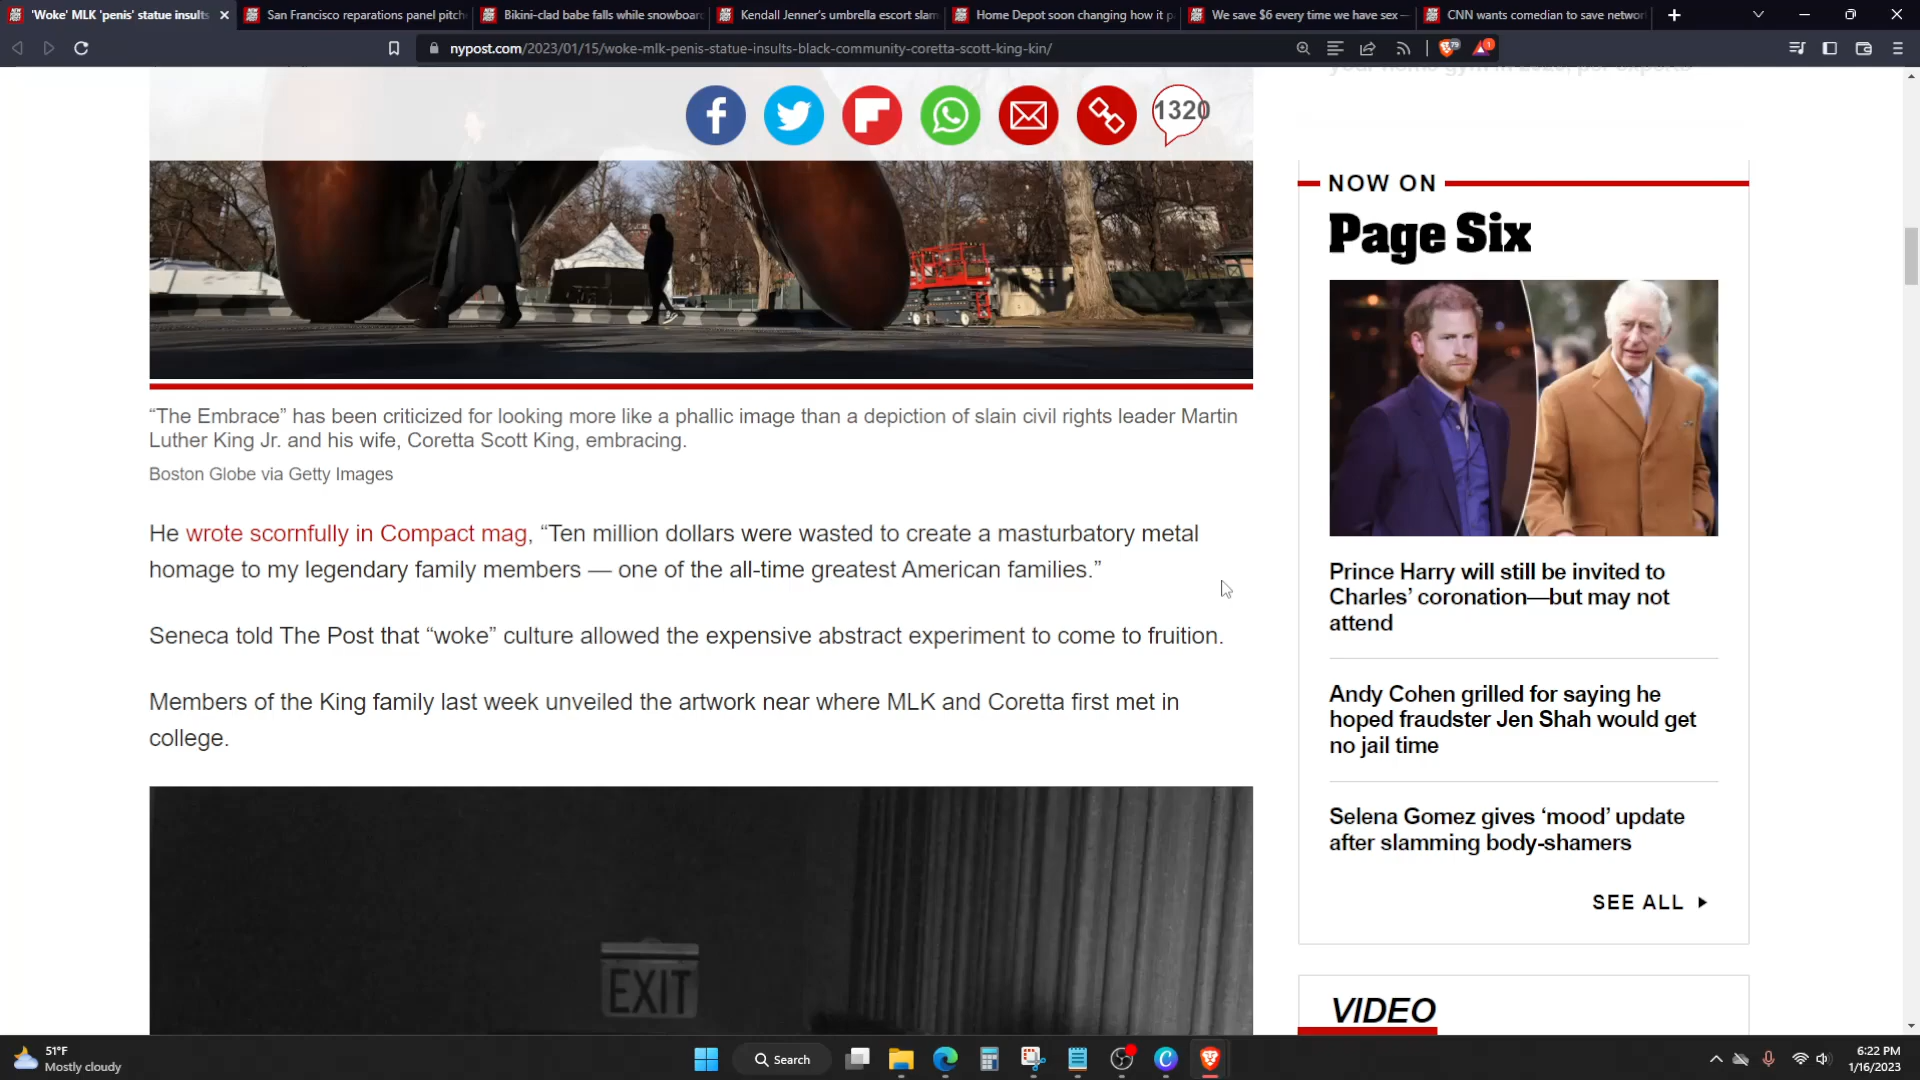 'Woke' MLK 'penis' statue insults
San Francisco reparations panel pitch
Bikini-clad babe falls while snowboar
Kendall Jenner's umbrella escort slam
Home Depot soon changing how it p
We save $6 every time we have sex —
CNN wants comedian to save networ
nypost.com/2023/01/15/woke-mlk-penis-statue-insults-black-community-coretta-scott-king-kin/
79
1
1320
“The Embrace” has been criticized for looking more like a phallic image than a depiction of slain civil rights leader Martin
Luther King Jr. and his wife, Coretta Scott King, embracing.
Boston Globe via Getty Images
He wrote scornfully in Compact mag, “Ten million dollars were wasted to create a masturbatory metal
homage to my legendary family members — one of the all-time greatest American families.”
Seneca told The Post that “woke” culture allowed the expensive abstract experiment to come to fruition.
Members of the King family last week unveiled the artwork near where MLK and Coretta first met in
college.
EXIT
NOW ON
Page Six
Prince Harry will still be invited to
Charles’ coronation—but may not
attend
Andy Cohen grilled for saying he
hoped fraudster Jen Shah would get
no jail time
Selena Gomez gives ‘mood’ update
after slamming body-shamers
SEE ALL
VIDEO
51°F
Mostly cloudy
Search
6:22 PM
1/16/2023